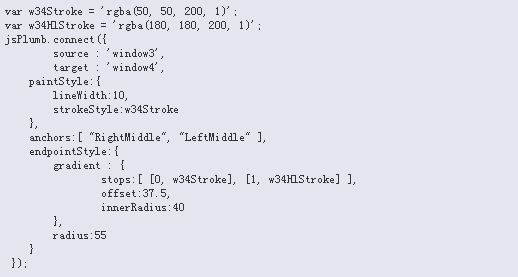 var w34Stroke = 'rgba(50, 50, 200, 1)';
var w34HlStroke = 'rgba(180, 180, 200, 1)';
jsPlumb.connect({
        source : 'window3',
        target : 'window4',
    paintStyle:{
        lineWidth:10,
        strokeStyle:w34Stroke
    },
    anchors:[ "RightMiddle", "LeftMiddle" ],
    endpointStyle:{
        gradient : {
                stops:[ [0, w34Stroke], [1, w34HlStroke] ],
                offset:37.5,
                innerRadius:40
        },
        radius:55
    }
 });